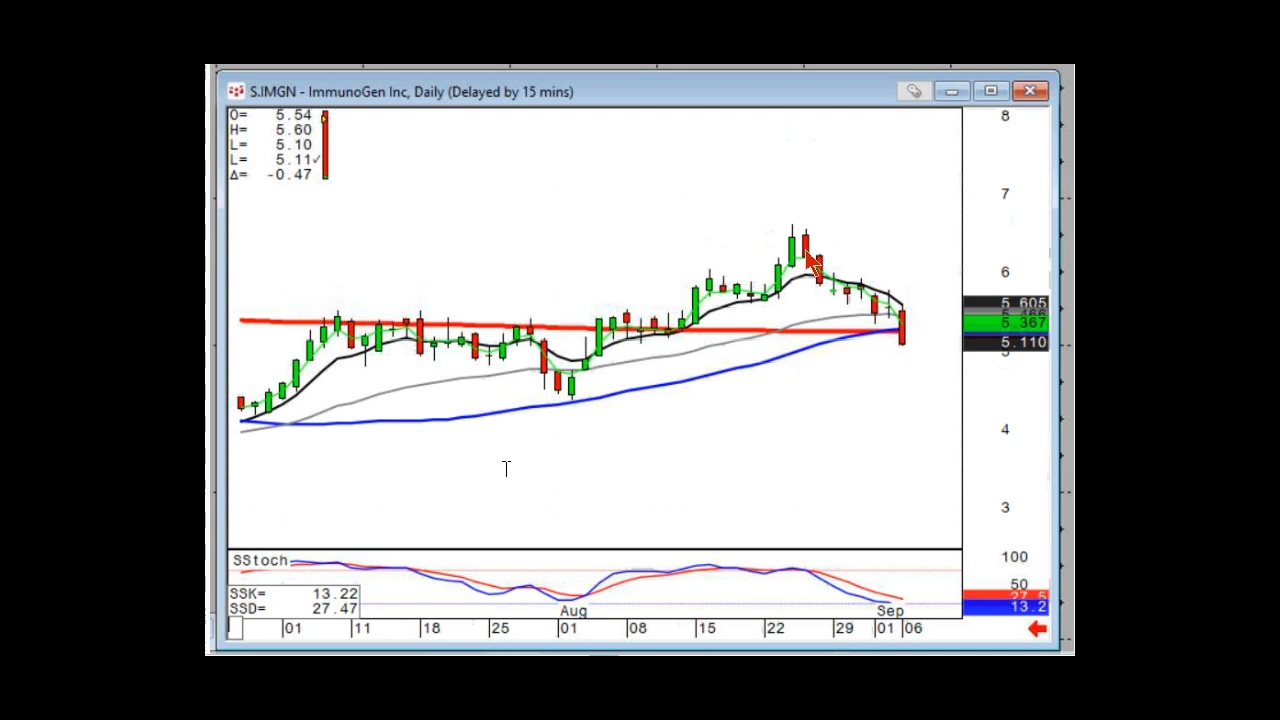 S.IMGN - ImmunoGen Inc, Daily (Delayed by 15 mins)
O= 5.54
H= 5.60
L= 5.10
L= 5.11✓
Δ= -0.47
8
7
6
5.605
5.367
5.110
5
4
3
SStoch
100
50
SSK= 13.22
SSD= 27.47
27.5
13.2
Aug
Sep
01
11
18
25
01
08
15
22
29
01
06